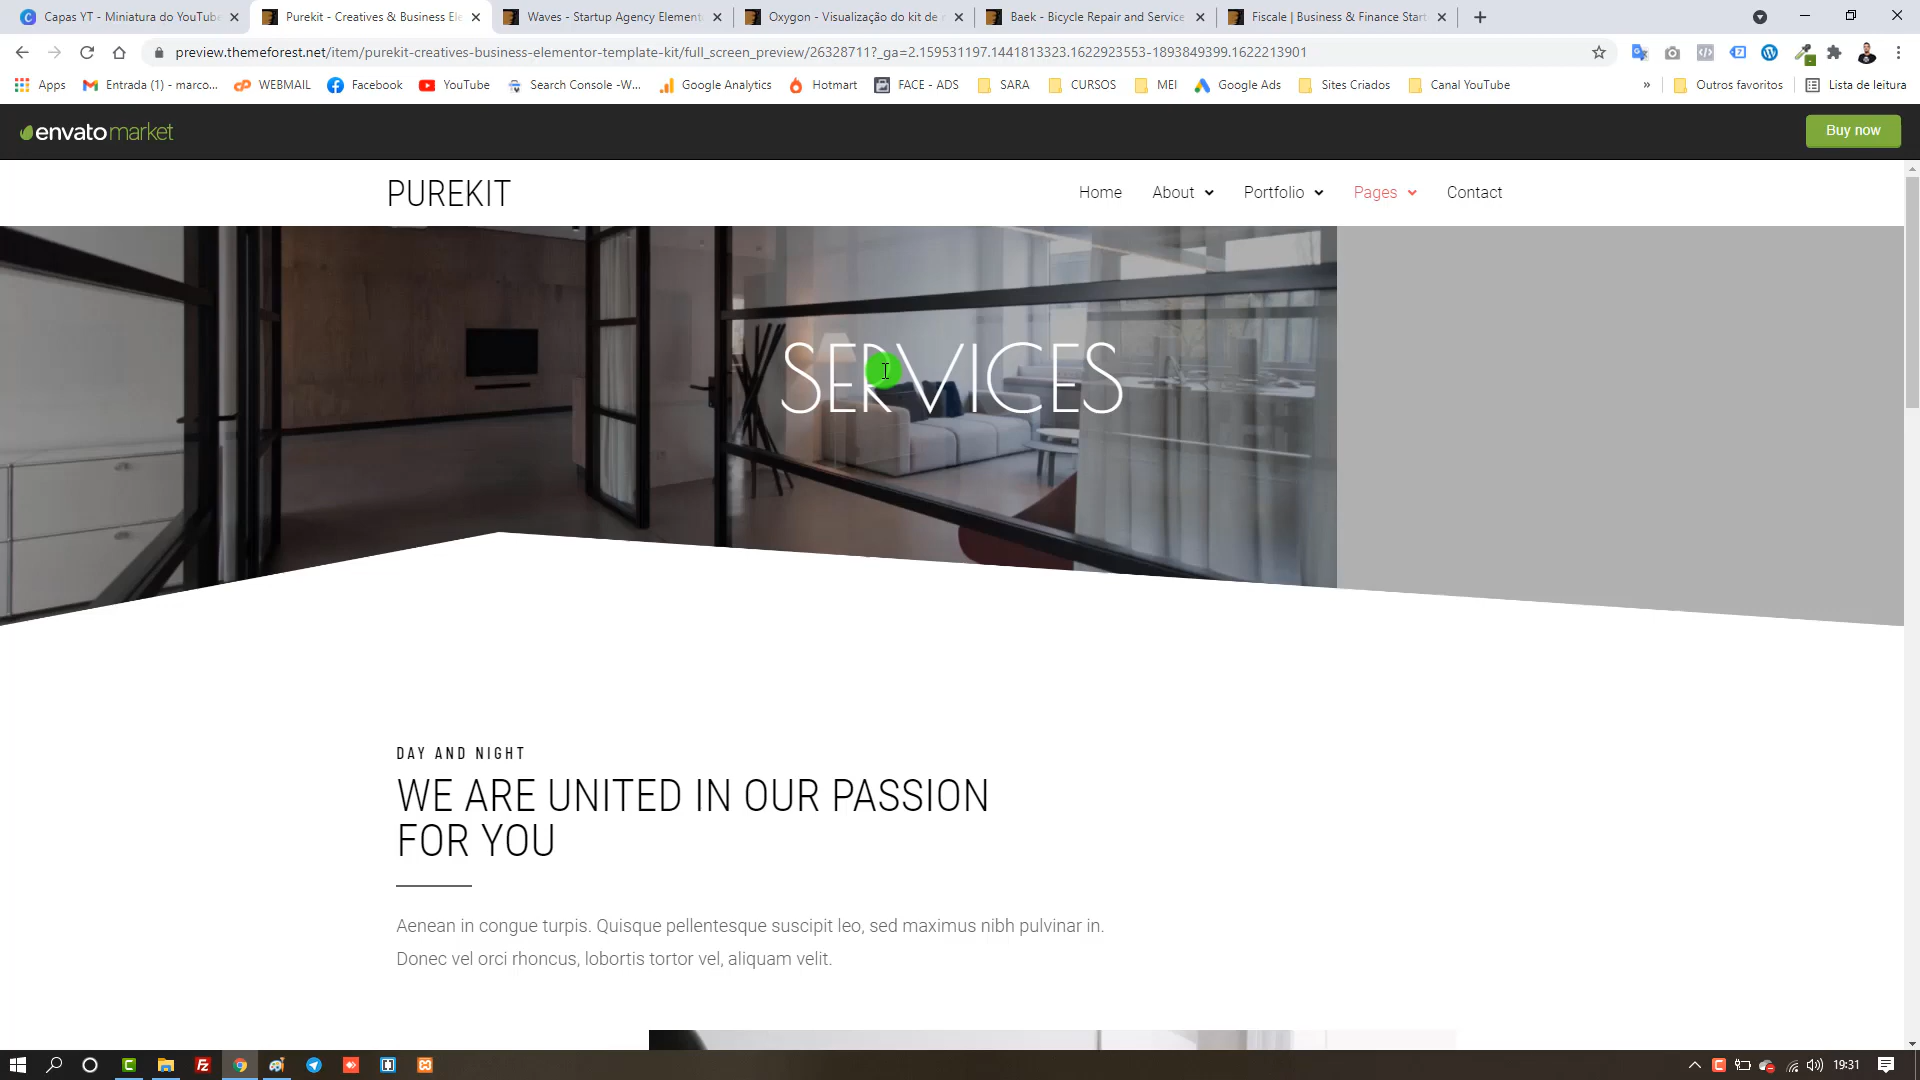 Capas YT - Miniatura do YouTube
Purekit - Creatives & Business Ele
Waves - Startup Agency Element
Oxygon - Visualização do kit de m
Baek - Bicycle Repair and Service
Fiscale | Business & Finance Start
preview.themeforest.net/item/purekit-creatives-business-elementor-template-kit/full_screen_preview/26328711?_ga=2.159531197.1441813323.1622923553-1893849399.1622213901
Apps
Entrada (1) - marco...
WEBMAIL
Facebook
YouTube
Search Console -W...
Google Analytics
Hotmart
FACE - ADS
SARA
CURSOS
MEI
Google Ads
Sites Criados
Canal YouTube
»
Outros favoritos
Lista de leitura
envatomarket
Buy now
PUREKIT
Home
About
Portfolio
Pages
Contact
SERVICES
DAY AND NIGHT
WE ARE UNITED IN OUR PASSION
FOR YOU
Aenean in congue turpis. Quisque pellentesque suscipit leo, sed maximus nibh pulvinar in.
Donec vel orci rhoncus, lobortis tortor vel, aliquam velit.
19:31